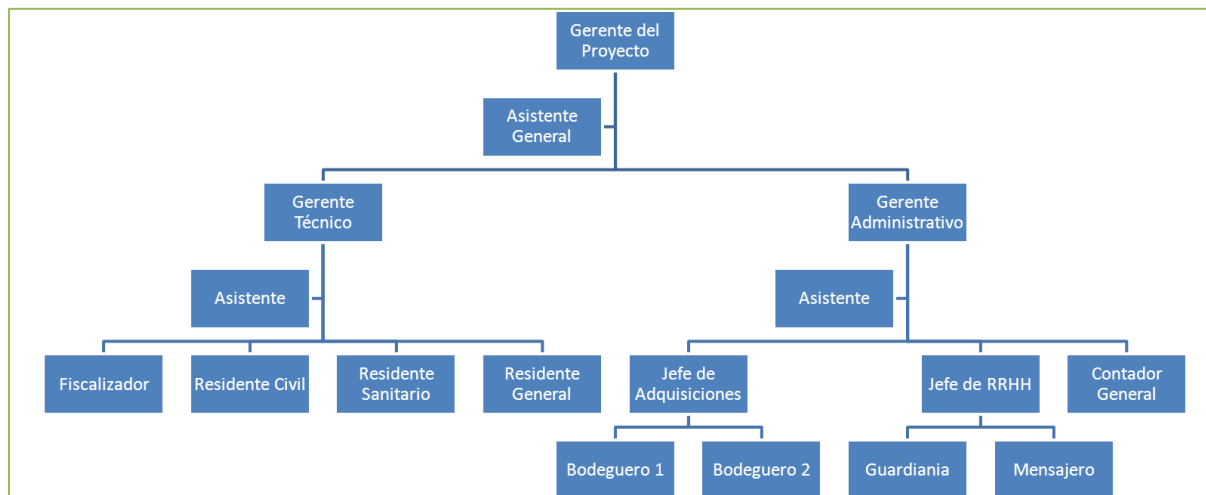 Gerente del
Proyecto
Asistente
General
Gerente
Técnico
Gerente
Administrativo
Asistente
Asistente
Fiscalizador
Residente Civil
Residente
Sanitario
Residente
General
Jefe de
Adquisiciones
Jefe de RRHH
Contador
General
Bodeguero 1
Bodeguero 2
Guardiania
Mensajero